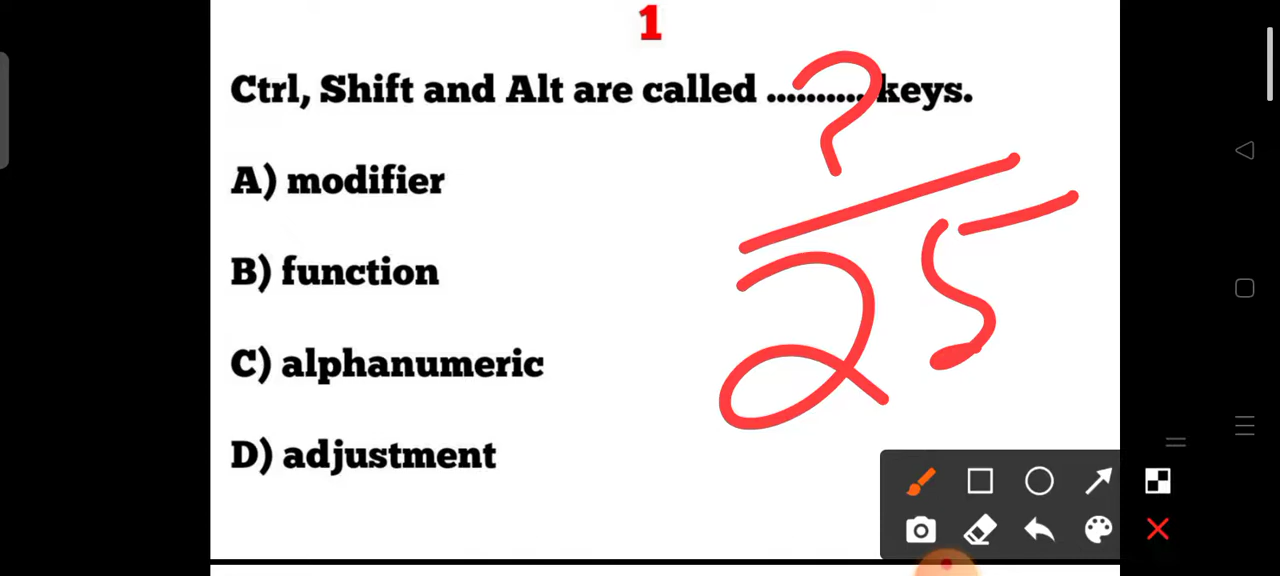 1
Ctrl, Shift and Alt are called ........... keys.
?
A) modifier
25
B) function
C) alphanumeric
D) adjustment